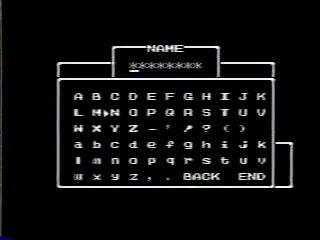 NAME
********
A B C D E F G H I J K
L M N O P Q R S T U V
W X Y Z - ' ! ? ( )
a b c d e f g h i j k
l m n o p q r s t u v
w x y z , . BACK END